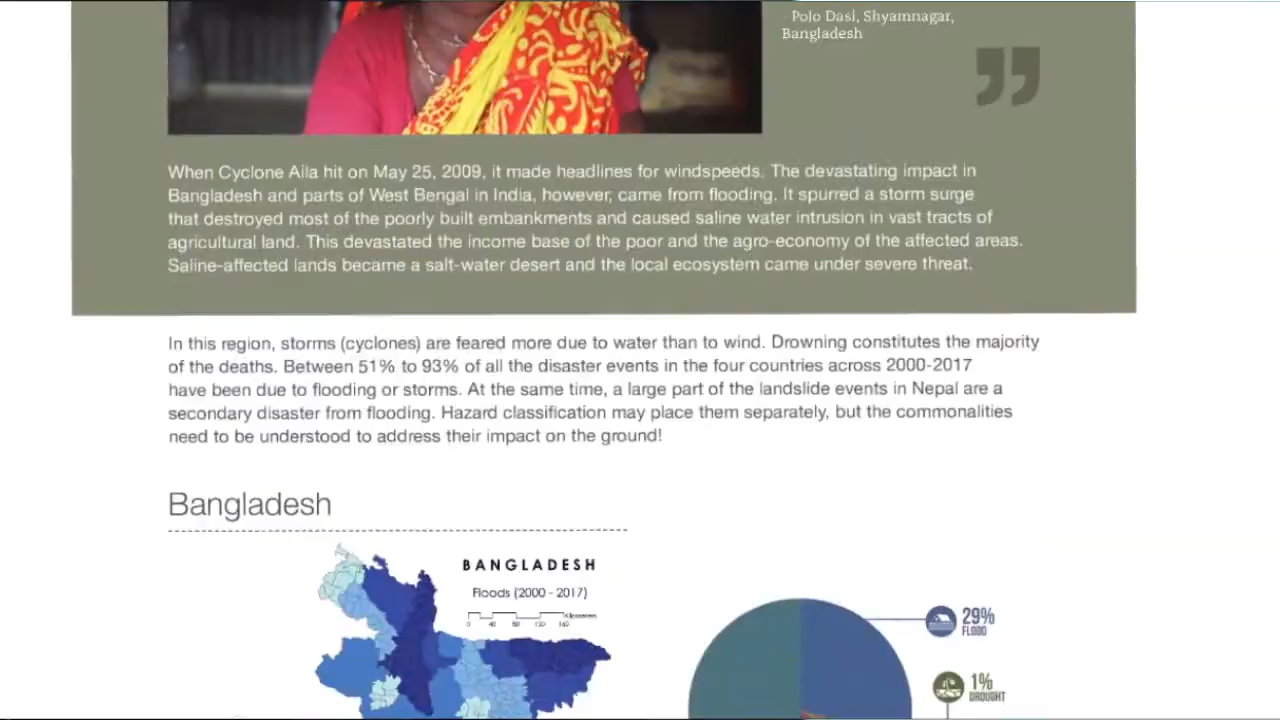 - Polo Dasi, Shyamnagar,
Bangladesh
”
When Cyclone Aila hit on May 25, 2009, it made headlines for windspeeds. The devastating impact in
Bangladesh and parts of West Bengal in India, however, came from flooding. It spurred a storm surge
that destroyed most of the poorly built embankments and caused saline water intrusion in vast tracts of
agricultural land. This devastated the income base of the poor and the agro-economy of the affected areas.
Saline-affected lands became a salt-water desert and the local ecosystem came under severe threat.
In this region, storms (cyclones) are feared more due to water than to wind. Drowning constitutes the majority
of the deaths. Between 51% to 93% of all the disaster events in the four countries across 2000-2017
have been due to flooding or storms. At the same time, a large part of the landslide events in Nepal are a
secondary disaster from flooding. Hazard classification may place them separately, but the commonalities
need to be understood to address their impact on the ground!
Bangladesh
BANGLADESH
Floods (2000 - 2017)
Kilometers
0 40 80 120 160
29%
FLOOD
1%
DROUGHT